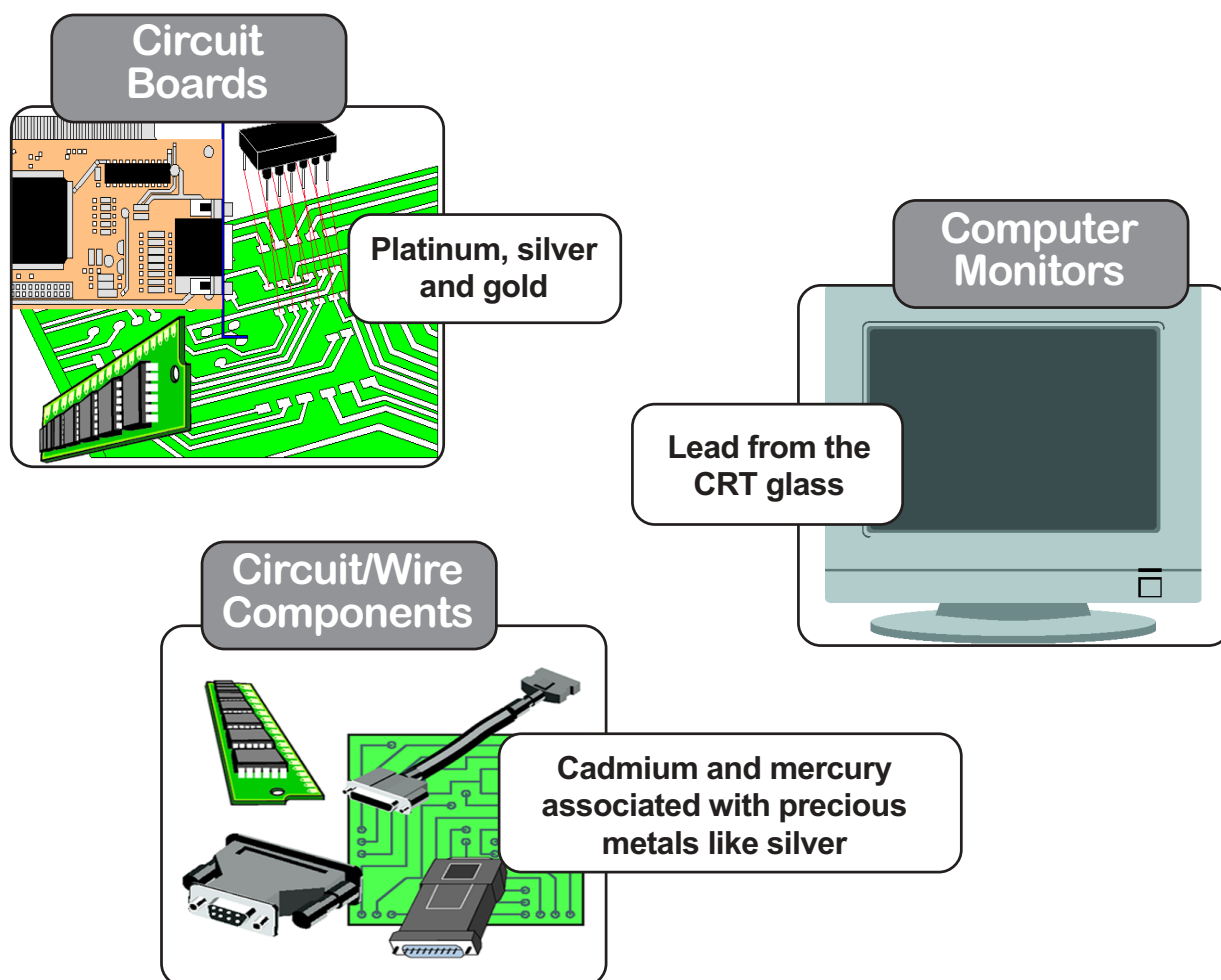 Circuit
Boards
Platinum, silver
and gold
Computer
Monitors
Lead from the
CRT glass
Circuit/Wire
Components
Cadmium and mercury
associated with precious
metals like silver